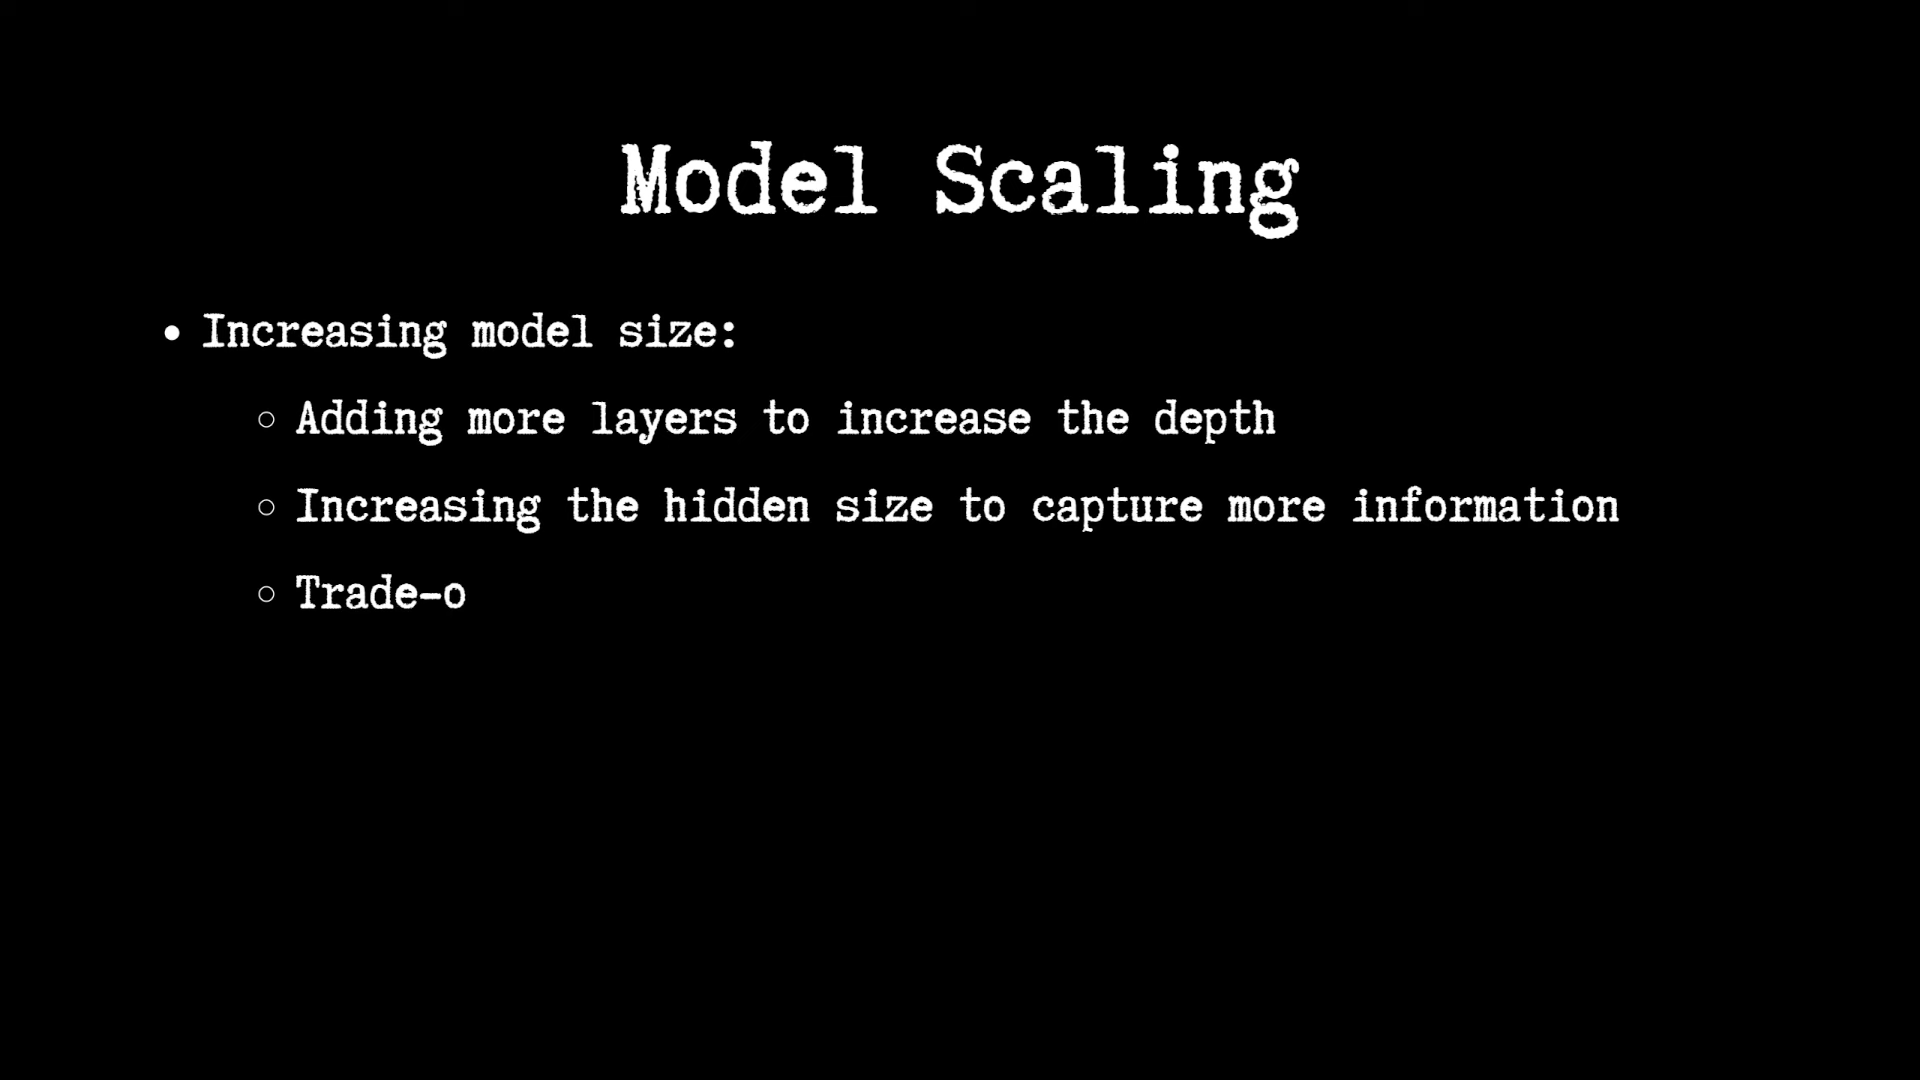 Model Scaling
• Increasing model size:
○ Adding more layers to increase the depth
○ Increasing the hidden size to capture more information
○ Trade-o